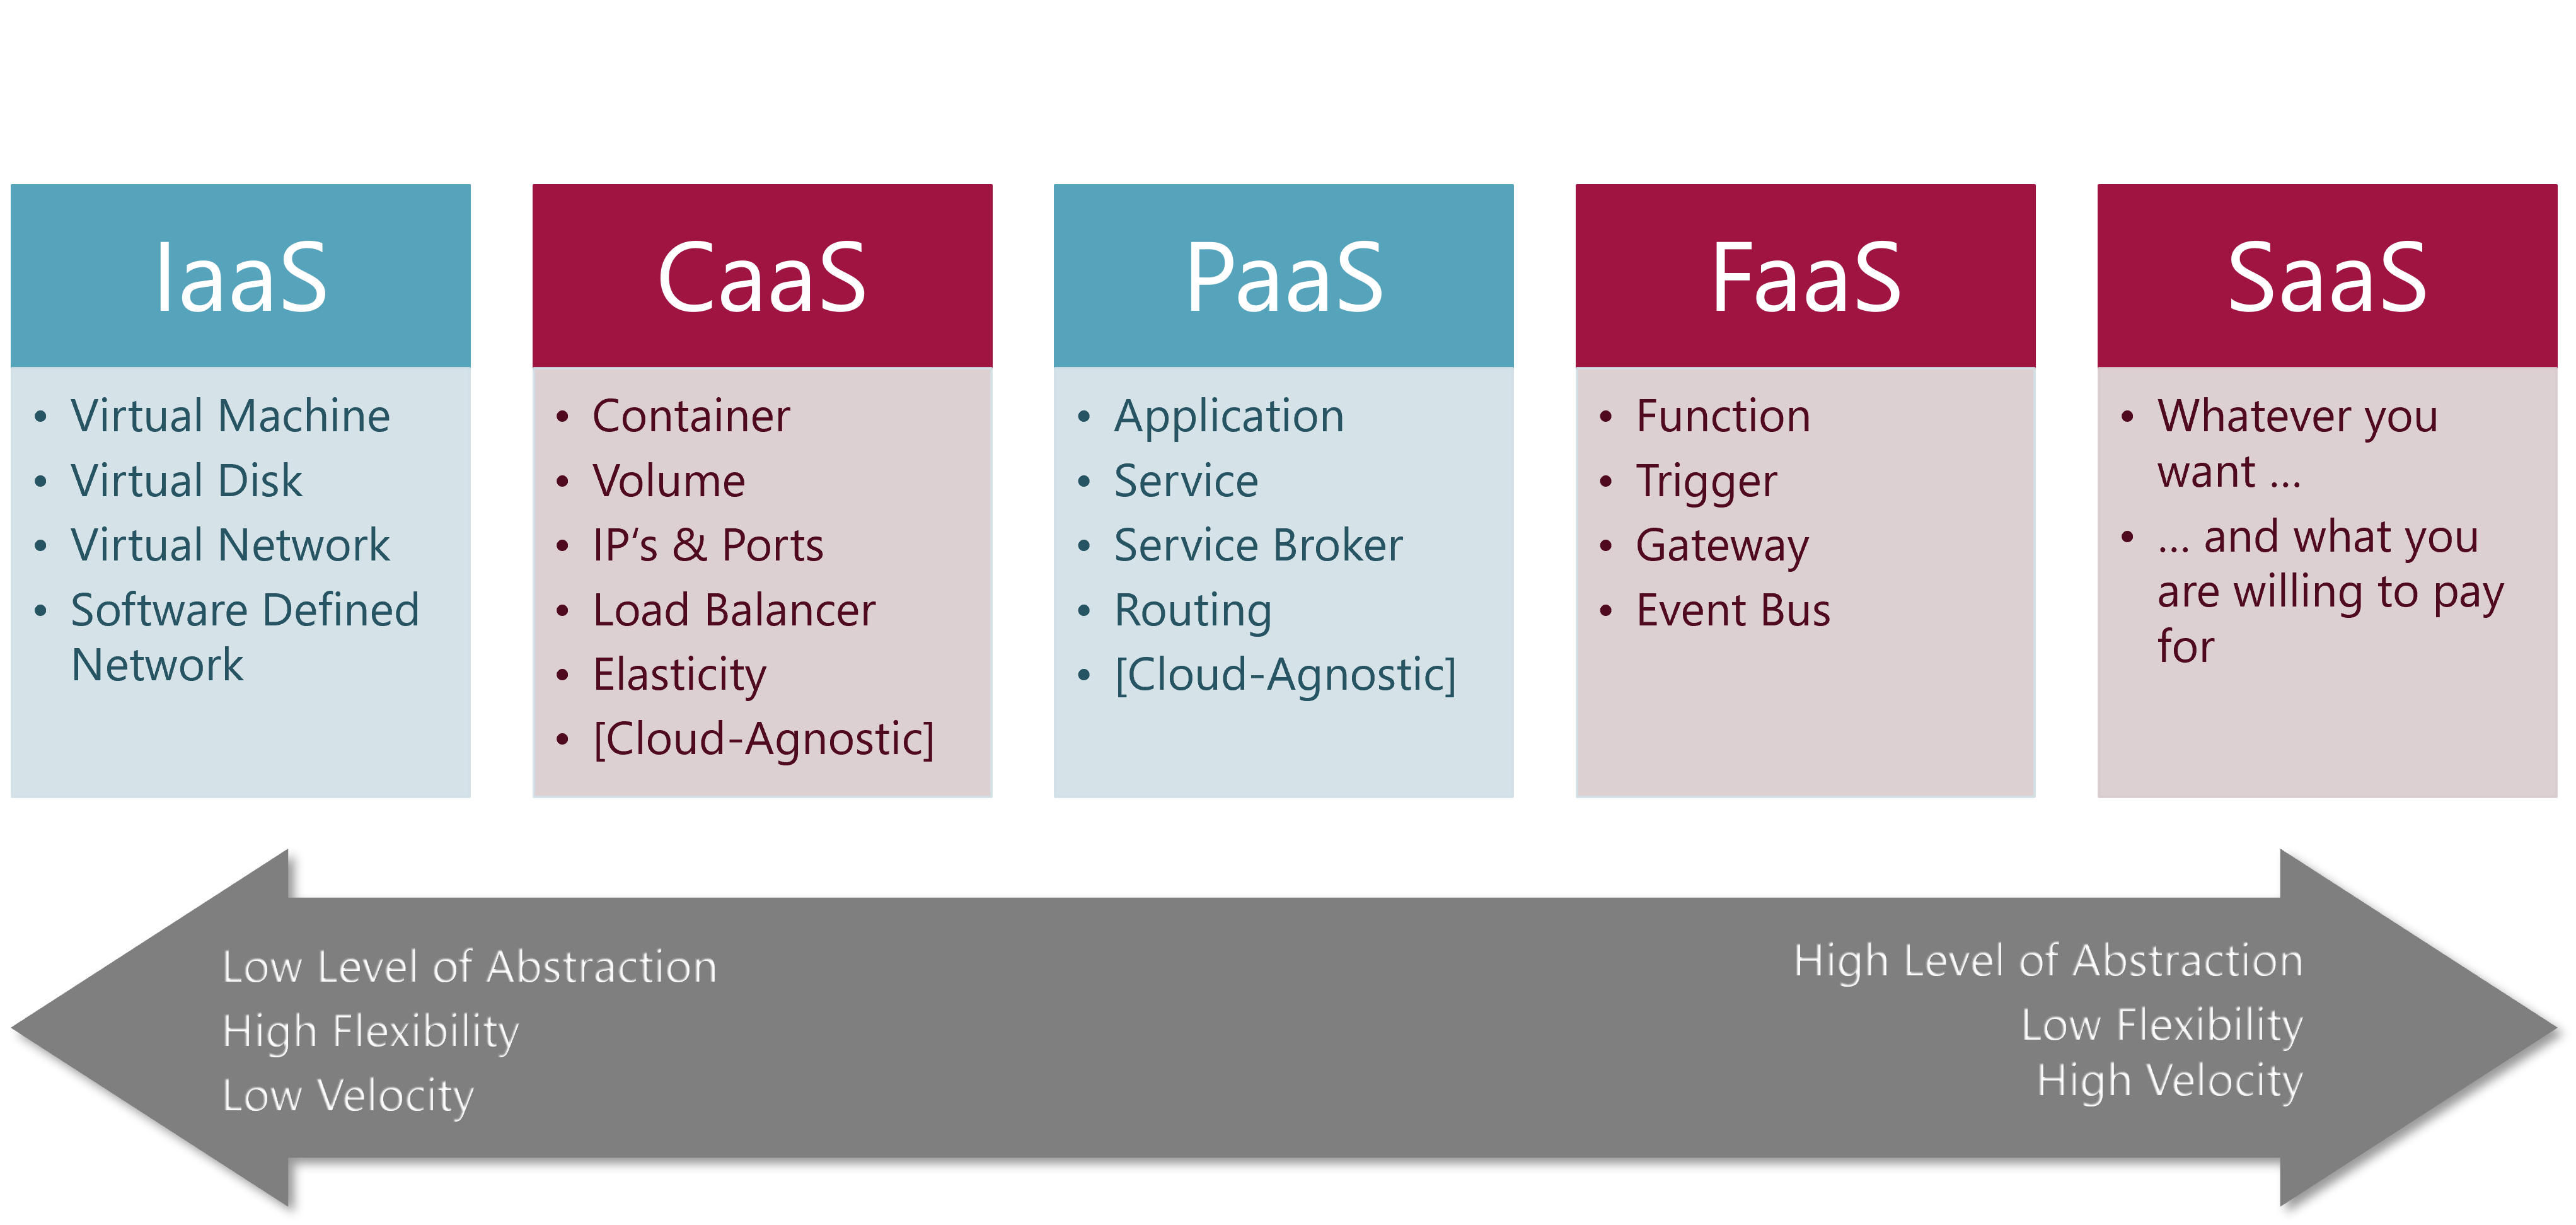 IaaS
• Virtual Machine
• Virtual Disk
• Virtual Network
• Software Defined
Network
CaaS
• Container
• Volume
• IP‘s & Ports
• Load Balancer
• Elasticity
• [Cloud-Agnostic]
PaaS
• Application
• Service
• Service Broker
• Routing
• [Cloud-Agnostic]
FaaS
• Function
• Trigger
• Gateway
• Event Bus
SaaS
• Whatever you
want …
• … and what you
are willing to pay
for
Low Level of Abstraction
High Flexibility
Low Velocity
High Level of Abstraction
Low Flexibility
High Velocity